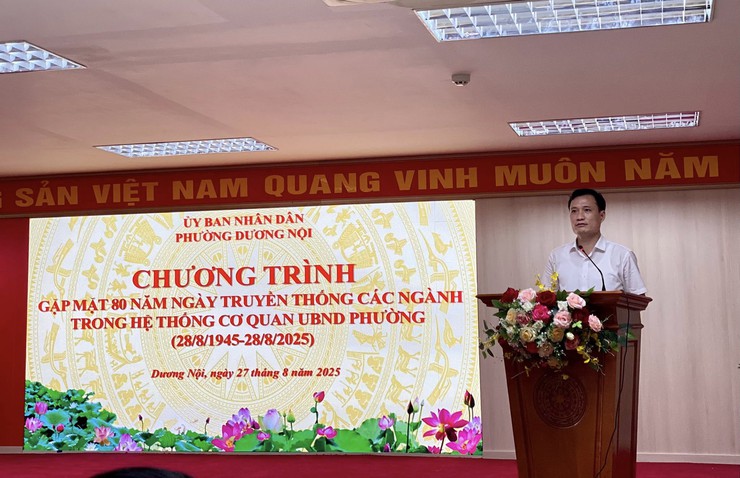 SẢN VIỆT NAM QUANG VINH MUÔN NĂM
ỦY BAN NHÂN DÂN
PHƯỜNG DƯƠNG NỘI
CHƯƠNG TRÌNH
GẶP MẶT 80 NĂM NGÀY TRUYỀN THỐNG CÁC NGÀNH
TRONG HỆ THỐNG CƠ QUAN UBND PHƯỜNG
(28/8/1945-28/8/2025)
Dương Nội, ngày 27 tháng 8 năm 2025